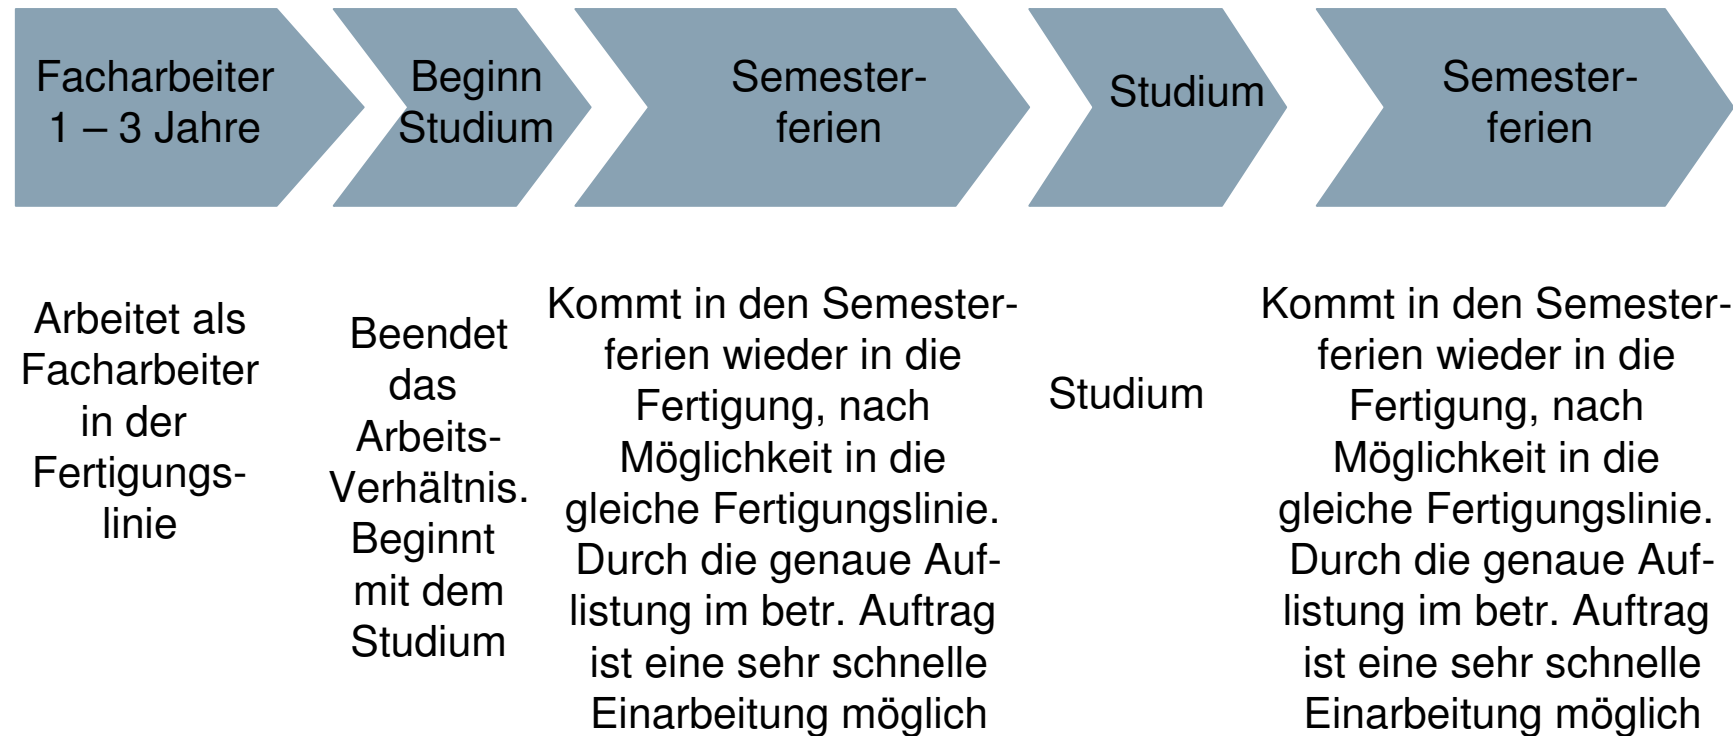 Facharbeiter
1 – 3 Jahre
Beginn
Studium
Semester-
ferien
Studium
Semester-
ferien
Arbeitet als
Facharbeiter
in der
Fertigungs-
linie
Beendet
das
Arbeits-
Verhältnis.
Beginnt
mit dem
Studium
Kommt in den Semester-
ferien wieder in die
Fertigung, nach
Möglichkeit in die
gleiche Fertigungslinie.
Durch die genaue Auf-
listung im betr. Auftrag
ist eine sehr schnelle
Einarbeitung möglich
Studium
Kommt in den Semester-
ferien wieder in die
Fertigung, nach
Möglichkeit in die
gleiche Fertigungslinie.
Durch die genaue Auf-
listung im betr. Auftrag
ist eine sehr schnelle
Einarbeitung möglich